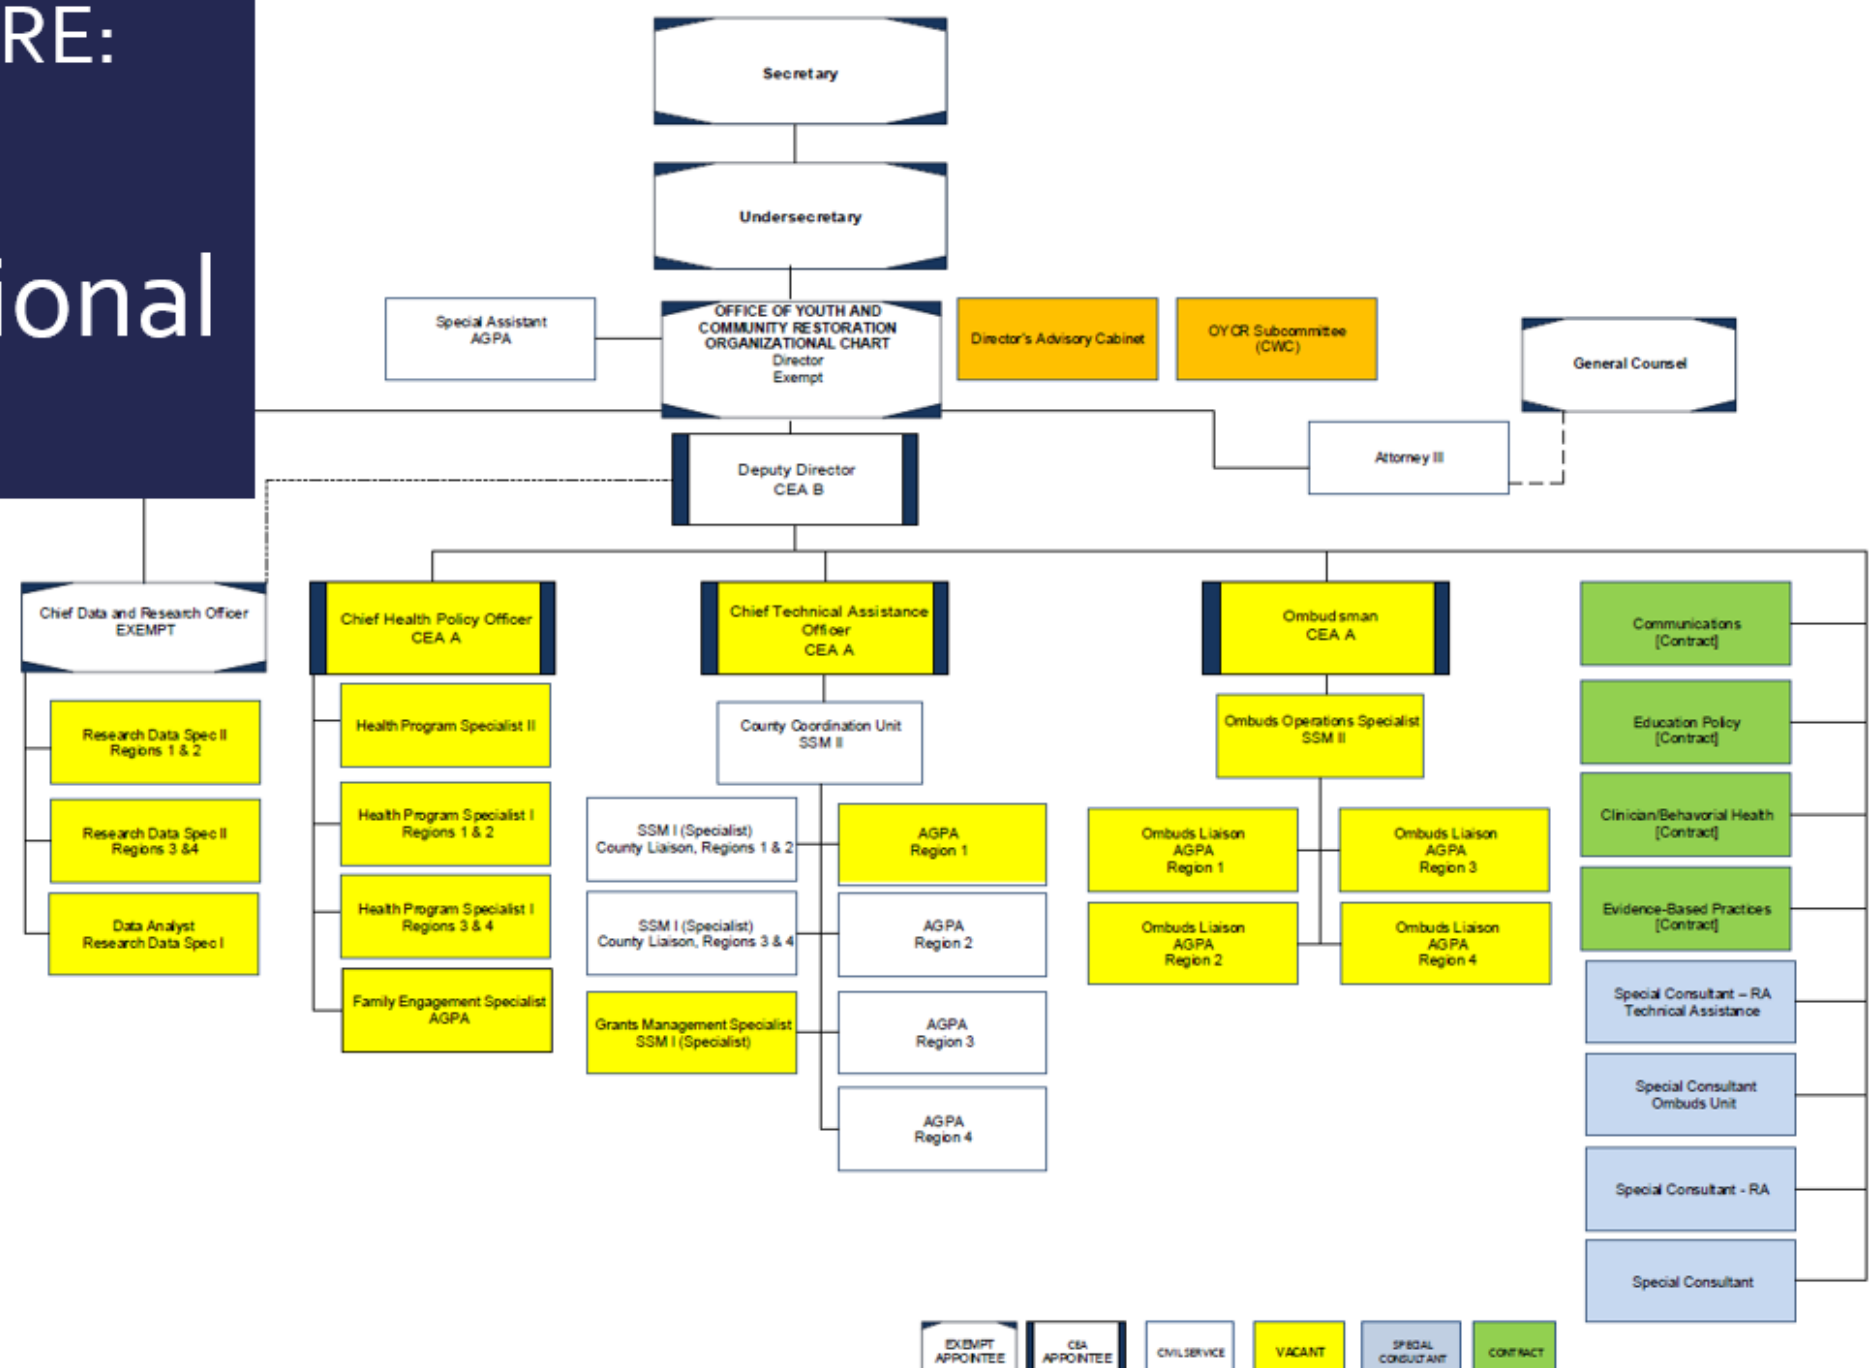 RE:
ional
Secretary
Undersecretary
Special Assistant
AGPA
OFFICE OF YOUTH AND
COMMUNITY RESTORATION
ORGANIZATIONAL CHART
Director
Exempt
Director's Advisory Cabinet
OYCR Subcommittee
(CWC)
General Counsel
Attorney III
Deputy Director
CEA B
Chief Data and Research Officer
EXEMPT
Research Data Spec II
Regions 1 & 2
Research Data Spec II
Regions 3 &4
Data Analyst
Research Data Spec I
Chief Health Policy Officer
CEA A
Health Program Specialist II
Health Program Specialist I
Regions 1 & 2
Health Program Specialist I
Regions 3 & 4
Family Engagement Specialist
AGPA
Chief Technical Assistance
Officer
CEA A
County Coordination Unit
SSM II
SSM I (Specialist)
County Liaison, Regions 1 & 2
SSM I (Specialist)
County Liaison, Regions 3 & 4
Grants Management Specialist
SSM I (Specialist)
AGPA
Region 1
AGPA
Region 2
AGPA
Region 3
AGPA
Region 4
Ombudsman
CEA A
Ombuds Operations Specialist
SSM II
Ombuds Liaison
AGPA
Region 1
Ombuds Liaison
AGPA
Region 2
Ombuds Liaison
AGPA
Region 3
Ombuds Liaison
AGPA
Region 4
Communications
[Contract]
Education Policy
[Contract]
Clinician/Behavorial Health
[Contract]
Evidence-Based Practices
[Contract]
Special Consultant – RA
Technical Assistance
Special Consultant
Ombuds Unit
Special Consultant - RA
Special Consultant
EXEMPT
APPOINTEE
CEA
APPOINTEE
CIVIL SERVICE
VACANT
SPECIAL
CONSULTANT
CONTRACT